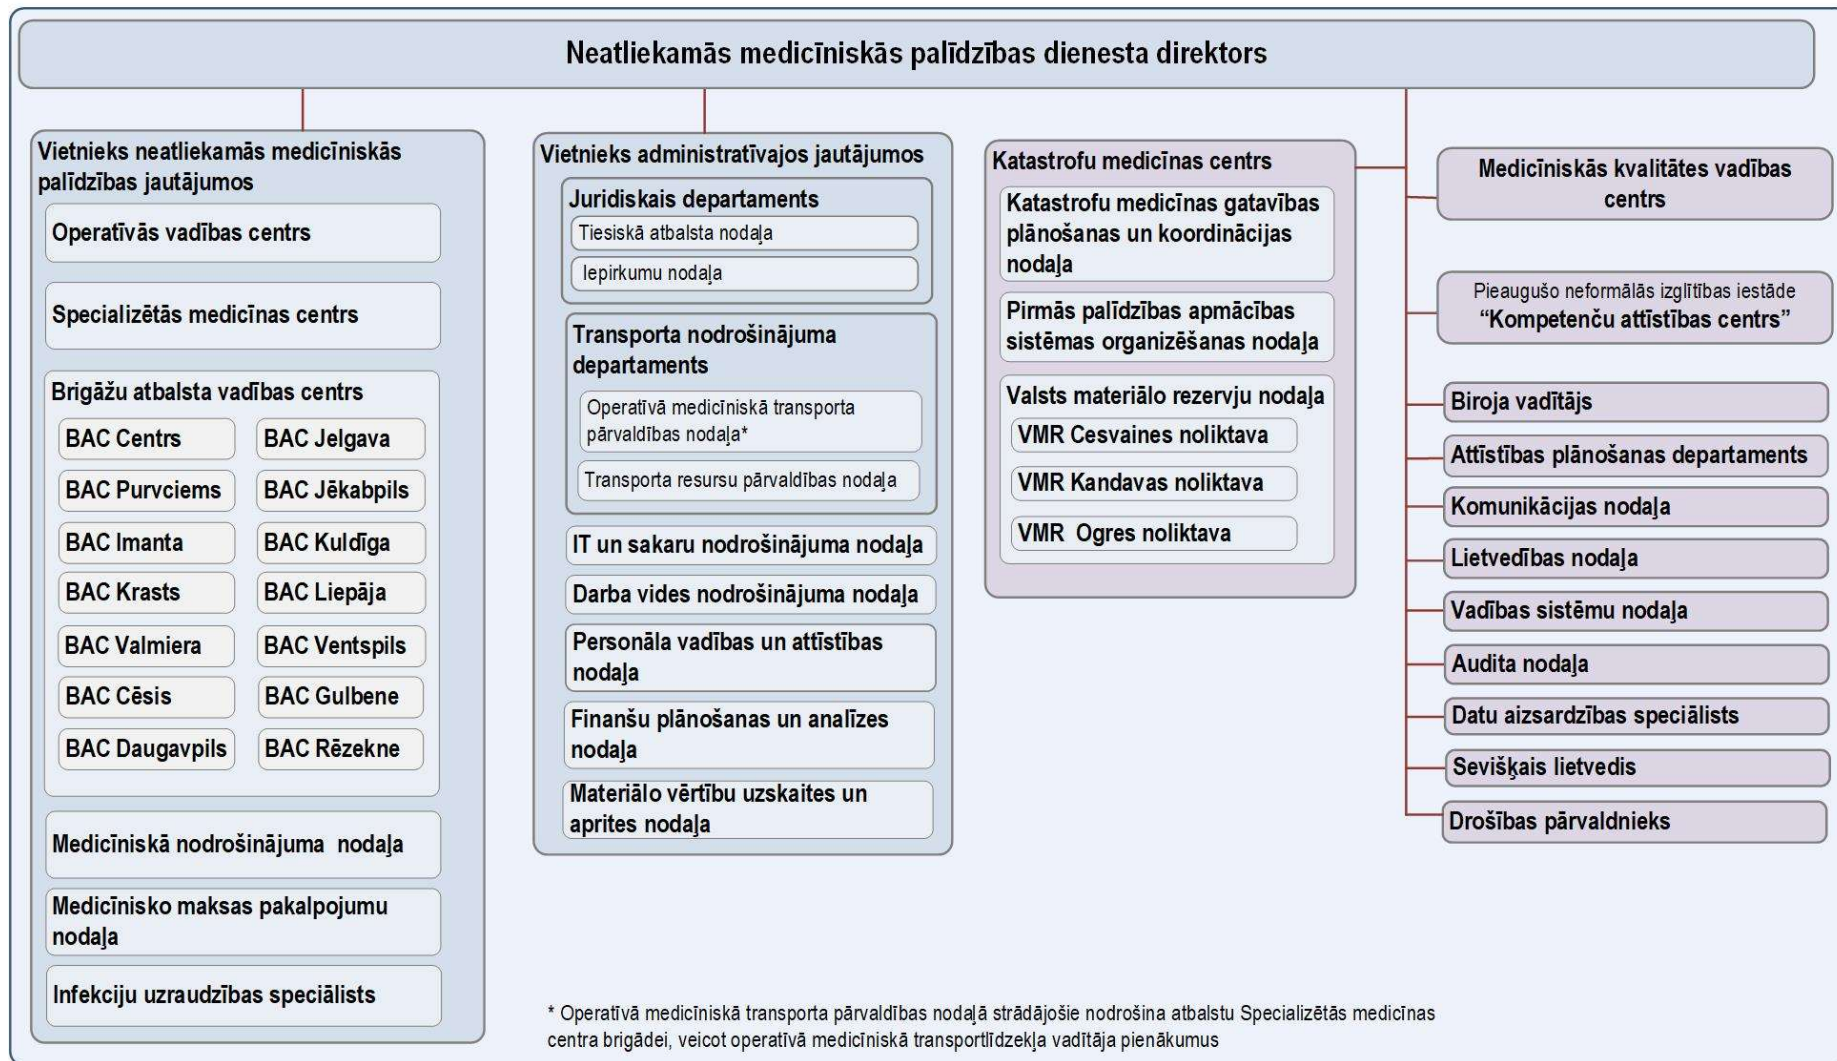 Neatliekamās medicīniskās palīdzības dienesta direktors
Vietnieks neatliekamās medicīniskās
palīdzības jautājumos
Operatīvās vadības centrs
Specializētās medicīnas centrs
Brigāžu atbalsta vadības centrs
BAC Centrs
BAC Jelgava
BAC Purvciems
BAC Jēkabpils
BAC Imanta
BAC Kuldīga
BAC Krasts
BAC Liepāja
BAC Valmiera
BAC Ventspils
BAC Cēsis
BAC Gulbene
BAC Daugavpils
BAC Rēzekne
Medicīniskā nodrošinājuma nodaļa
Medicīnisko maksas pakalpojumu
nodaļa
Infekciju uzraudzības speciālists
Vietnieks administratīvajos jautājumos
Juridiskais departaments
Tiesiskā atbalsta nodaļa
Iepirkumu nodaļa
Transporta nodrošinājuma
departaments
Operatīvā medicīniskā transporta
pārvaldības nodaļa*
Transporta resursu pārvaldības nodaļa
IT un sakaru nodrošinājuma nodaļa
Darba vides nodrošinājuma nodaļa
Personāla vadības un attīstības
nodaļa
Finanšu plānošanas un analīzes
nodaļa
Materiālo vērtību uzskaites un
aprites nodaļa
Katastrofu medicīnas centrs
Katastrofu medicīnas gatavības
plānošanas un koordinācijas
nodaļa
Pirmās palīdzības apmācības
sistēmas organizēšanas nodaļa
Valsts materiālo rezervju nodaļa
VMR Cesvaines noliktava
VMR Kandavas noliktava
VMR Ogres noliktava
Medicīniskās kvalitātes vadības
centrs
Pieaugušo neformālās izglītības iestāde
“Kompetenču attīstības centrs”
Biroja vadītājs
Attīstības plānošanas departaments
Komunikācijas nodaļa
Lietvedības nodaļa
Vadības sistēmu nodaļa
Audita nodaļa
Datu aizsardzības speciālists
Sevišķais lietvedis
Drošības pārvaldnieks
* Operatīvā medicīniskā transporta pārvaldības nodaļā strādājošie nodrošina atbalstu Specializētās medicīnas
centra brigādei, veicot operatīvā medicīniskā transportlīdzekļa vadītāja pienākumus